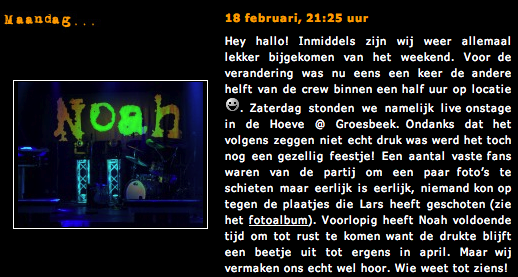 Maandag...
Noah
18 februari, 21:25 uur
Hey hallo! Inmiddels zijn wij weer allemaal
lekker bijgekomen van het weekend. Voor de
verandering was nu eens een keer de andere
helft van de crew binnen een half uur op locatie
. Zaterdag stonden we namelijk live onstage
in de Hoeve @ Groesbeek. Ondanks dat het
volgens zeggen niet echt druk was werd het toch
nog een gezellig feestje! Een aantal vaste fans
waren van de partij om een paar foto's te
schieten maar eerlijk is eerlijk, niemand kon op
tegen de plaatjes die Lars heeft geschoten (zie
het fotoalbum). Voorlopig heeft Noah voldoende
tijd om tot rust te komen want de drukte blijft
een beetje uit tot ergens in april. Maar wij
vermaken ons echt wel hoor. Wie weet tot ziens!